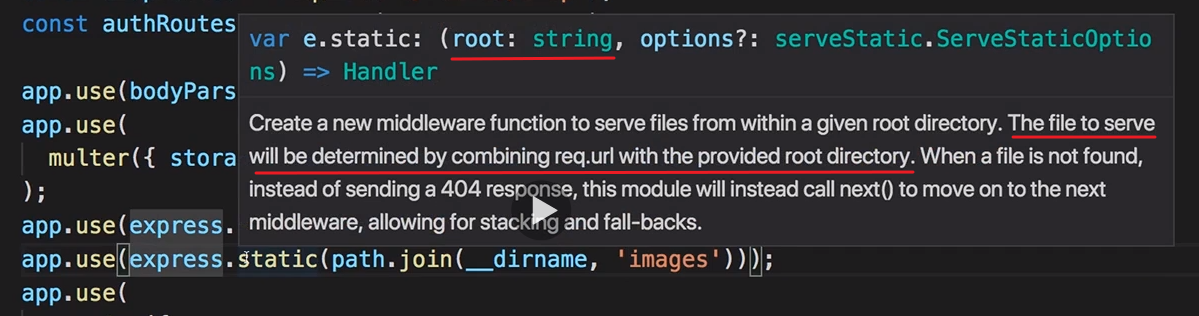 const authRoutes
var e.static: (root: string, options?: serveStatic.ServeStaticOptio
ns) => Handler
app.use(bodyPars
app.use(
multer({ stora
);
app.use(express.
Create a new middleware function to serve files from within a given root directory. The file to serve
will be determined by combining req.url with the provided root directory. When a file is not found,
instead of sending a 404 response, this module will instead call next() to move on to the next
middleware, allowing for stacking and fall-backs.
app.use(express.static(path.join(__dirname, 'images')));
app.use(